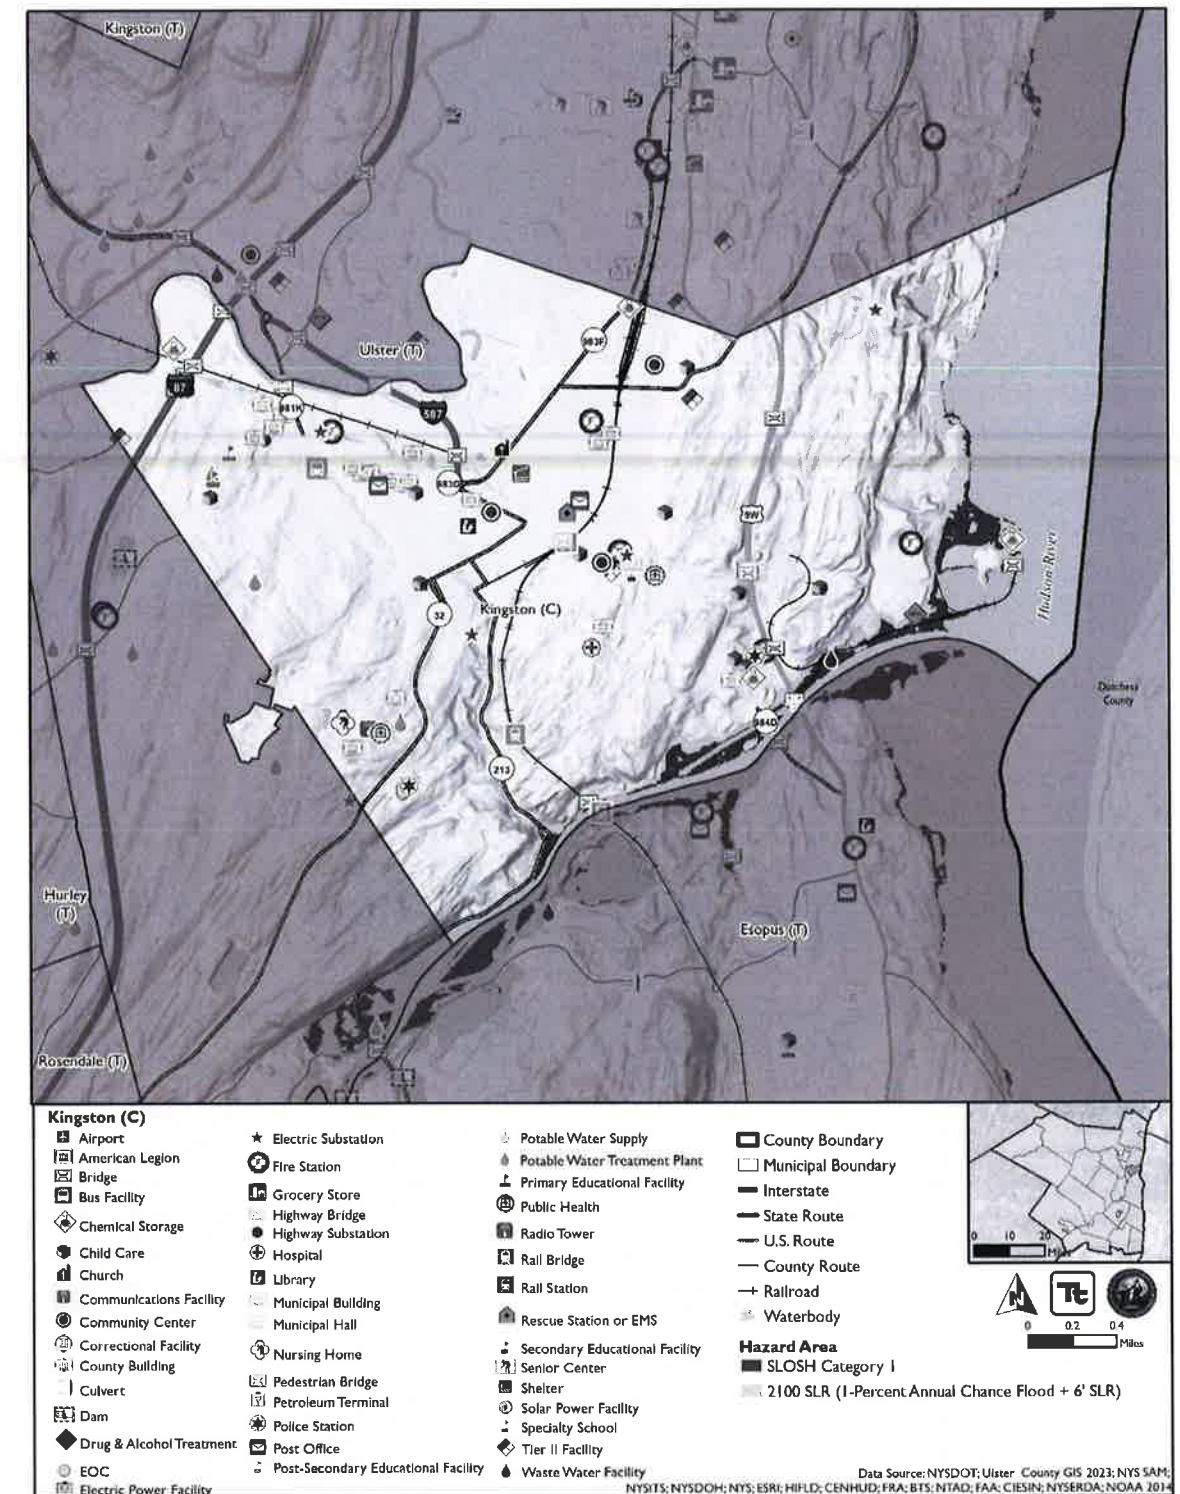 Kingston (T)
Ulster (T)
983F
87
981H
587
983D
9W
Hudson River
Kingston (C)
32
213
984D
Dutchess
County
Hurley
(T)
Esopus (T)
Rosendale (T)
Kingston (C)
Airport
American Legion
Bridge
Bus Facility
Chemical Storage
Child Care
Church
Communications Facility
Community Center
Correctional Facility
County Building
Culvert
Dam
Drug & Alcohol Treatment
EOC
Electric Power Facility
Electric Substation
Fire Station
Grocery Store
Highway Bridge
Highway Substation
Hospital
Library
Municipal Building
Municipal Hall
Nursing Home
Pedestrian Bridge
Petroleum Terminal
Police Station
Post Office
Post-Secondary Educational Facility
Potable Water Supply
Potable Water Treatment Plant
Primary Educational Facility
Public Health
Radio Tower
Rail Bridge
Rail Station
Rescue Station or EMS
Secondary Educational Facility
Senior Center
Shelter
Solar Power Facility
Specialty School
Tier II Facility
Waste Water Facility
County Boundary
Municipal Boundary
Interstate
State Route
U.S. Route
County Route
Railroad
Waterbody
Hazard Area
SLOSH Category 1
2100 SLR (1-Percent Annual Chance Flood + 6' SLR)
0 10 20
Miles
N
Tt
0 0.2 0.4
Miles
Data Source: NYSDOT; Ulster County GIS 2023; NYS SAM;
NYSITS; NYSDOH; NYS; ESRI; HIFLD; CENHUD; FRA; BTS; NTAD; FAA; CIESIN; NYSERDA; NOAA 2014